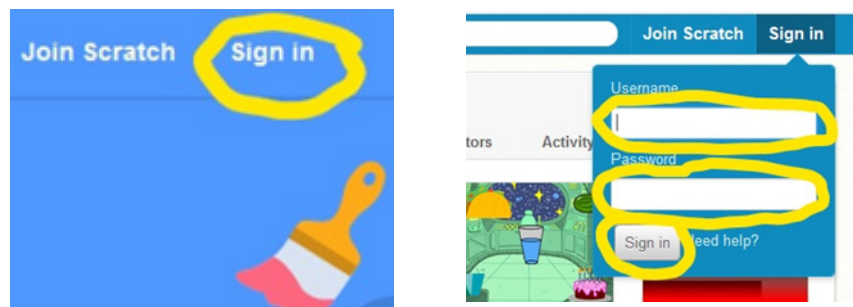 Join Scratch Sign in
Join Scratch Sign in
Username
tors Activity
Password
Sign in Need help?